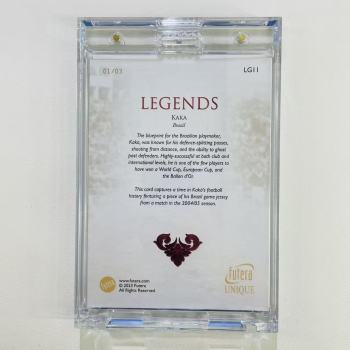 01/03
LG11
LEGENDS
KAKA
Brazil
The blueprint for the Brazilian playmaker,
Kaka, was known for his defence-splitting passes,
shooting from distance, and the ability to ghost
past defenders. Highly successful at both club and
international levels, he is one of the few players to
have won a World Cup, European Cup, and
the Ballon d'Or.
This card captures a time in Kaka's football
history featuring a piece of his Brazil game jersey
from a match in the 2004/05 season.
www.futera.com
© 2023 Futera
All Rights Reserved
futera
UNIQUE